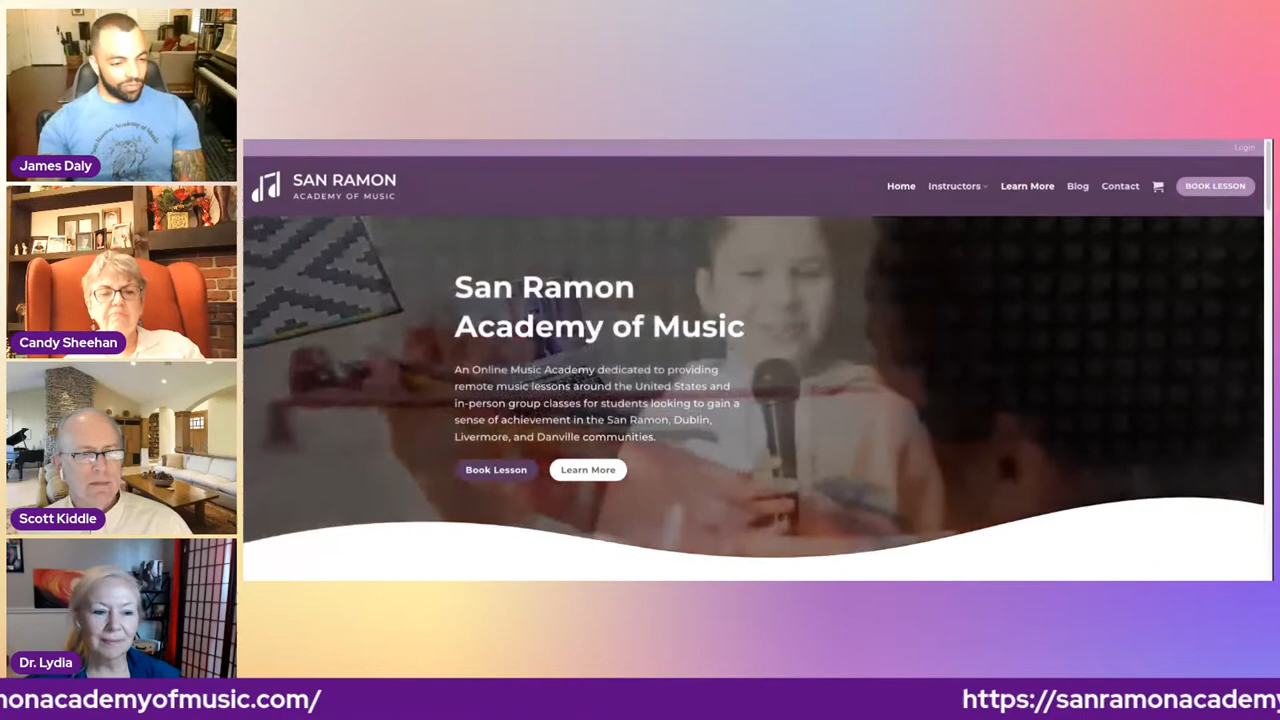 James Daly
Candy Sheehan
Scott Kiddle
Dr. Lydia
Login
SAN RAMON
ACADEMY OF MUSIC
Home Instructors Learn More Blog Contact BOOK LESSON
San Ramon
Academy of Music
An Online Music Academy dedicated to providing
remote music lessons around the United States and
in-person group classes for students looking to gain a
sense of achievement in the San Ramon, Dublin,
Livermore, and Danville communities.
Book Lesson Learn More
monacademyofmusic.com/ https://sanramonacademy